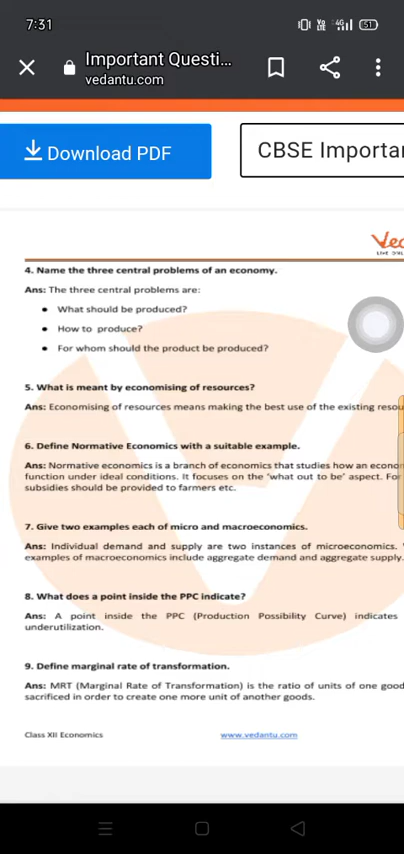 7:31
Vo LTE 4G 51
Important Questi...
vedantu.com
Download PDF
CBSE Importa
Ved
LIVE ONL
4. Name the three central problems of an economy.
Ans: The three central problems are:
• What should be produced?
• How to produce?
• For whom should the product be produced?
5. What is meant by economising of resources?
Ans: Economising of resources means making the best use of the existing resou
6. Define Normative Economics with a suitable example.
Ans: Normative economics is a branch of economics that studies how an econo
function under ideal conditions. It focuses on the 'what out to be' aspect. For
subsidies should be provided to farmers etc.
7. Give two examples each of micro and macroeconomics.
Ans: Individual demand and supply are two instances of microeconomics.
examples of macroeconomics include aggregate demand and aggregate supply.
8. What does a point inside the PPC indicate?
Ans: A point inside the PPC (Production Possibility Curve) indicates
underutilization.
9. Define marginal rate of transformation.
Ans: MRT (Marginal Rate of Transformation) is the ratio of units of one good
sacrificed in order to create one more unit of another goods.
Class XII Economics www.vedantu.com